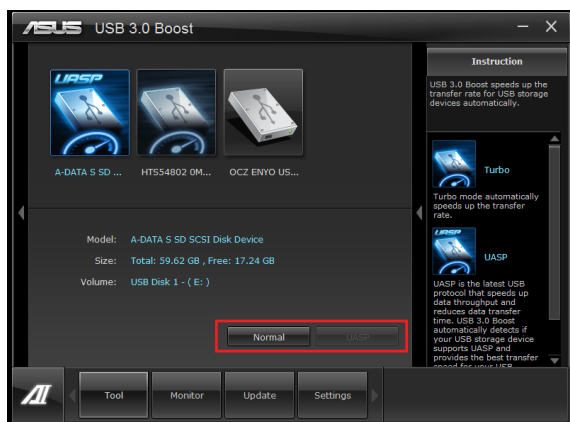 ASUS USB 3.0 Boost
Instruction
USB 3.0 Boost speeds up the
transfer rate for USB storage
devices automatically.
UASP
A-DATA S SD ...
HTS54802 0M...
OCZ ENYO US...
Turbo
Turbo mode automatically
speeds up the transfer
rate.
UASP
UASP
UASP is the latest USB
protocol that speeds up
data throughput and
reduces data transfer
time. USB 3.0 Boost
automatically detects if
your USB storage device
supports UASP and
provides the best transfer
speed for your USB
Model: A-DATA S SD SCSI Disk Device
Size: Total: 59.62 GB , Free: 17.24 GB
Volume: USB Disk 1 - ( E: )
Normal
UASP
Tool
Monitor
Update
Settings